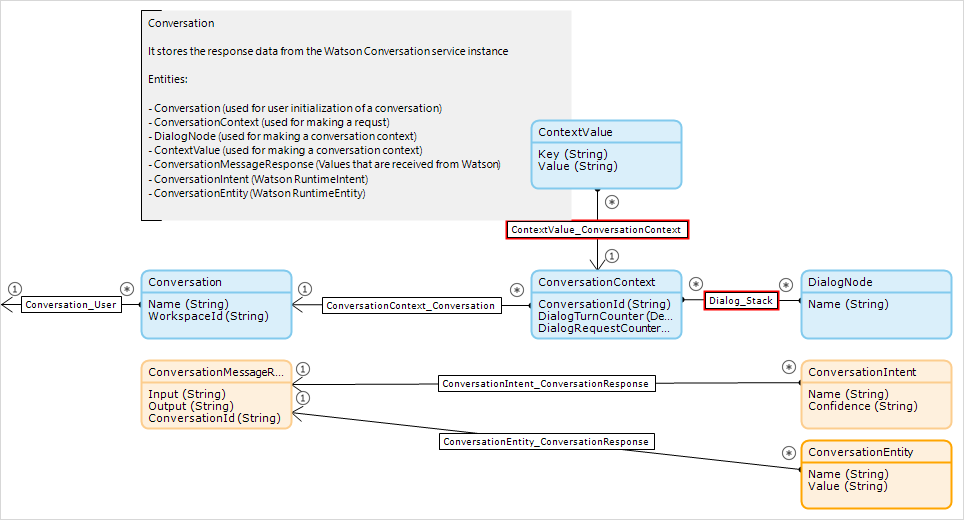 Conversation
It stores the response data from the Watson Conversation service instance
Entities:
- Conversation (used for user initialization of a conversation)
- ConversationContext (used for making a requst)
- DialogNode (used for making a conversation context)
- ContextValue (used for making a conversation context)
- ConversationMessageResponse (Values that are received from Watson)
- ConversationIntent (Watson RuntimeIntent)
- ConversationEntity (Watson RuntimeEntity)
ContextValue
Key (String)
Value (String)
*
ContextValue_ConversationContext
1
1
Conversation_User
*
Conversation
Name (String)
WorkspaceId (String)
1
ConversationContext_Conversation
*
ConversationContext
ConversationId (String)
DialogTurnCounter (De...
DialogRequestCounter...
*
Dialog_Stack
*
DialogNode
Name (String)
ConversationMessageR...
Input (String)
Output (String)
ConversationId (String)
1
ConversationIntent_ConversationResponse
*
ConversationIntent
Name (String)
Confidence (String)
1
ConversationEntity_ConversationResponse
*
ConversationEntity
Name (String)
Value (String)